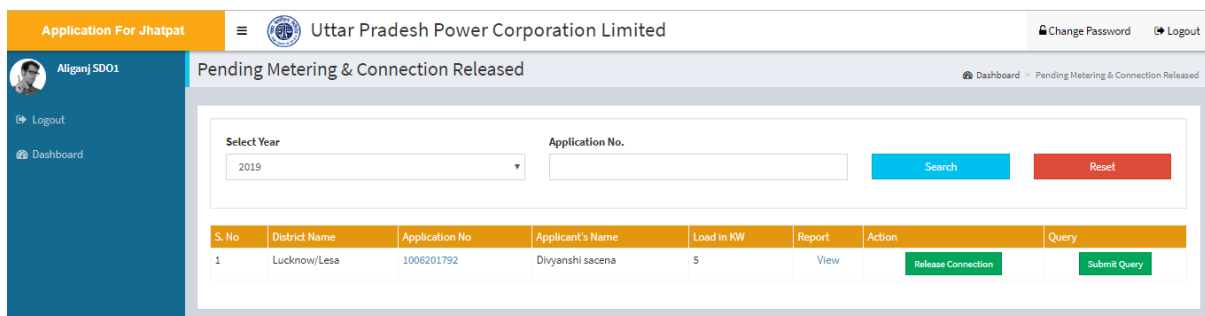 Application For Jhatpat
Uttar Pradesh Power Corporation Limited
Change Password
Logout
Aliganj SDO1
Logout
Dashboard
Pending Metering & Connection Released
Dashboard > Pending Metering & Connection Released
Select Year
2019
Application No.
Search
Reset
S. No District Name Application No Applicant's Name Load in KW Report Action Query
1 Lucknow/Lesa 1006201792 Divyanshi sacena 5 View Release Connection Submit Query